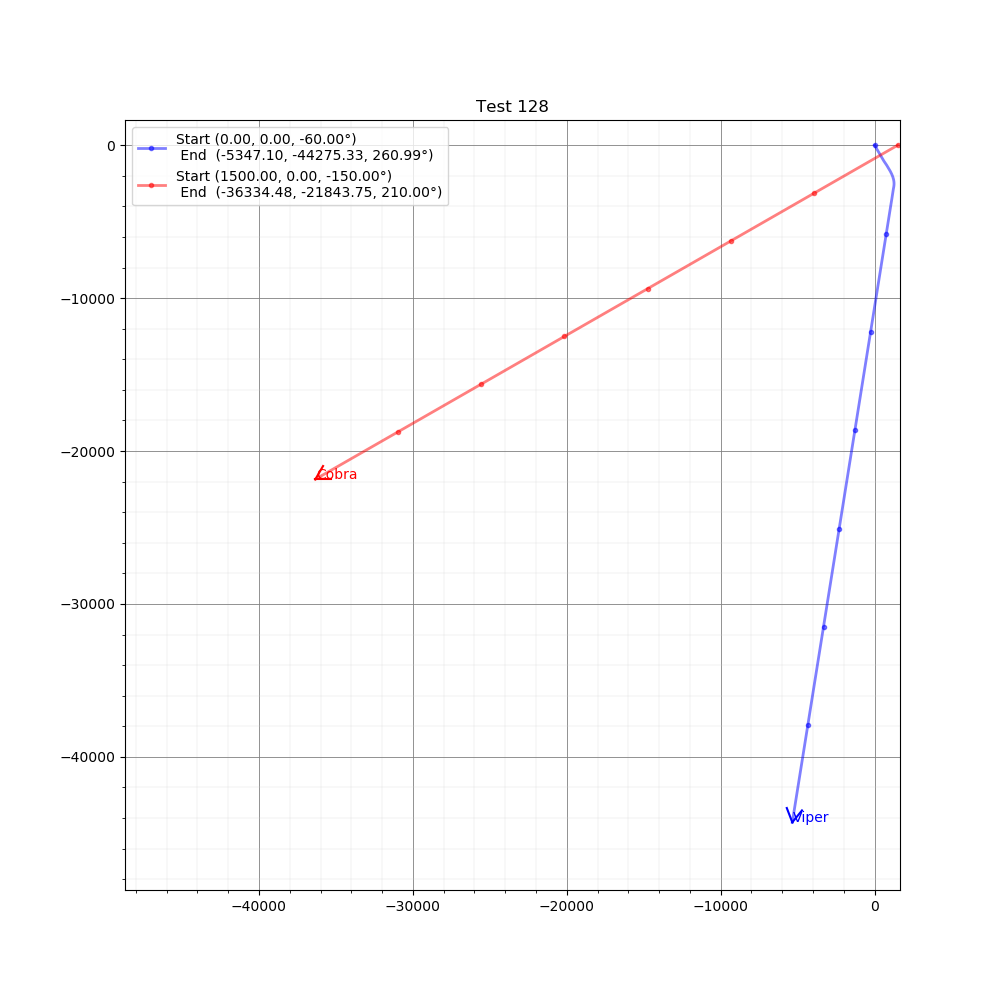 Test 128
Start (0.00, 0.00, -60.00°)
End  (-5347.10, -44275.33, 260.99°)
Start (1500.00, 0.00, -150.00°)
End  (-36334.48, -21843.75, 210.00°)
0
−10000
−20000
−30000
−40000
Cobra
Viper
−40000
−30000
−20000
−10000
0